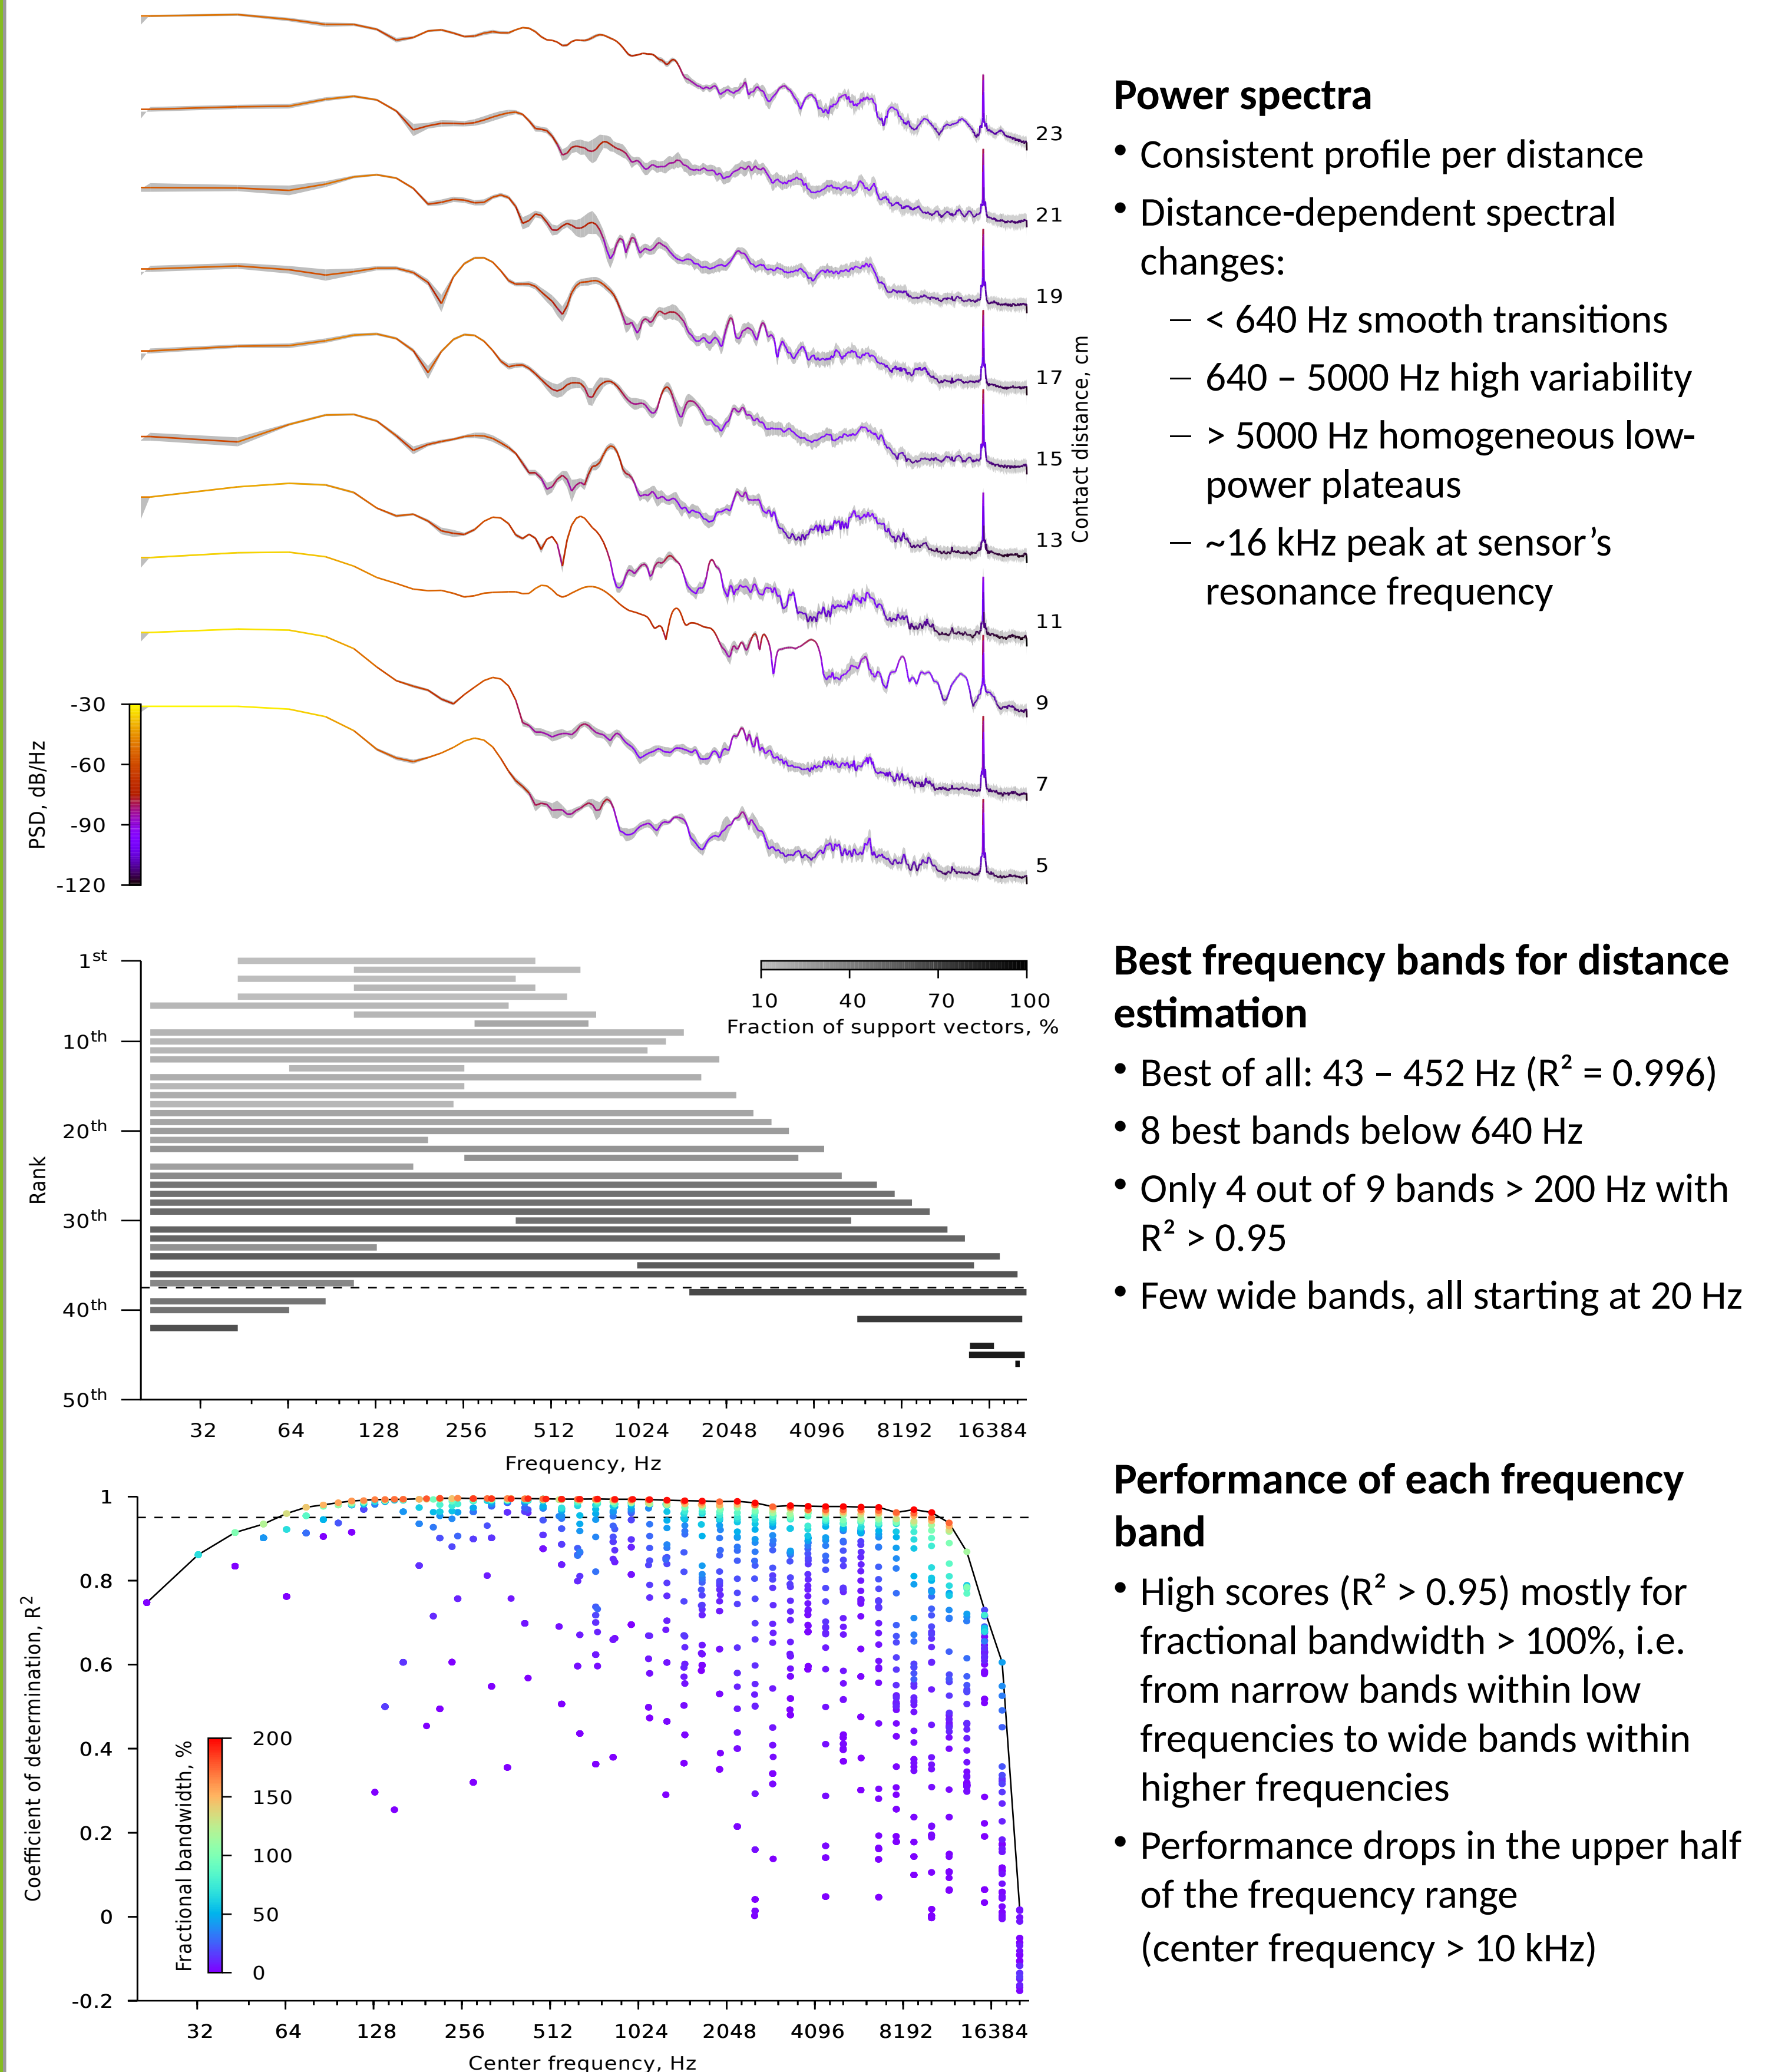 23
21
19
17
15
13
11
9
7
5
Contact distance, cm
-30
-60
-90
-120
PSD, dB/Hz
Power spectra
• Consistent profile per distance
• Distance-dependent spectral
changes:
– < 640 Hz smooth transitions
– 640 – 5000 Hz high variability
– > 5000 Hz homogeneous low-
power plateaus
– ~16 kHz peak at sensor’s
resonance frequency
1st
10th
20th
30th
40th
50th
Rank
10 40 70 100
Fraction of support vectors, %
32 64 128 256 512 1024 2048 4096 8192 16384
Frequency, Hz
Best frequency bands for distance
estimation
• Best of all: 43 – 452 Hz (R² = 0.996)
• 8 best bands below 640 Hz
• Only 4 out of 9 bands > 200 Hz with
R² > 0.95
• Few wide bands, all starting at 20 Hz
1
0.8
0.6
0.4
0.2
0
-0.2
Coefficient of determination, R2
Fractional bandwidth, %
200
150
100
50
0
32 64 128 256 512 1024 2048 4096 8192 16384
Center frequency, Hz
Performance of each frequency
band
• High scores (R² > 0.95) mostly for
fractional bandwidth > 100%, i.e.
from narrow bands within low
frequencies to wide bands within
higher frequencies
• Performance drops in the upper half
of the frequency range
(center frequency > 10 kHz)